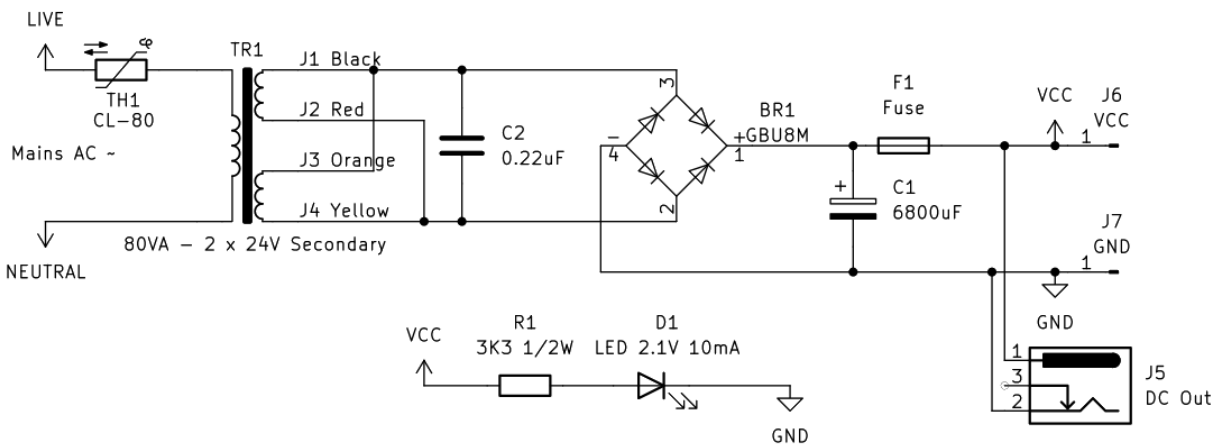 LIVE
TH1
CL-80
Mains AC ~
NEUTRAL
TR1
J1 Black
J2 Red
J3 Orange
J4 Yellow
80VA - 2 x 24V Secondary
C2
0.22uF
3
-
4
2
+
1
BR1
GBU8M
F1
Fuse
+
C1
6800uF
VCC
J6
VCC
1
J7
GND
1
GND
VCC
R1
3K3 1/2W
D1
LED 2.1V 10mA
GND
1
3
2
J5
DC Out